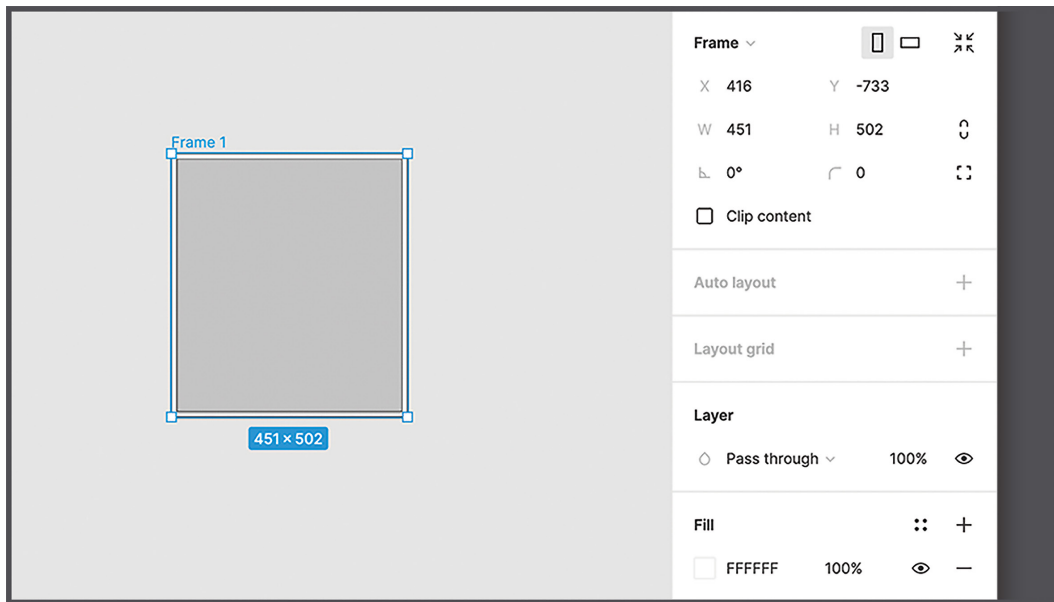 Frame 1
451 × 502
Frame
X 416 Y -733
W 451 H 502
0° 0
Clip content
Auto layout
Layout grid
Layer
Pass through 100%
Fill
FFFFFF 100%